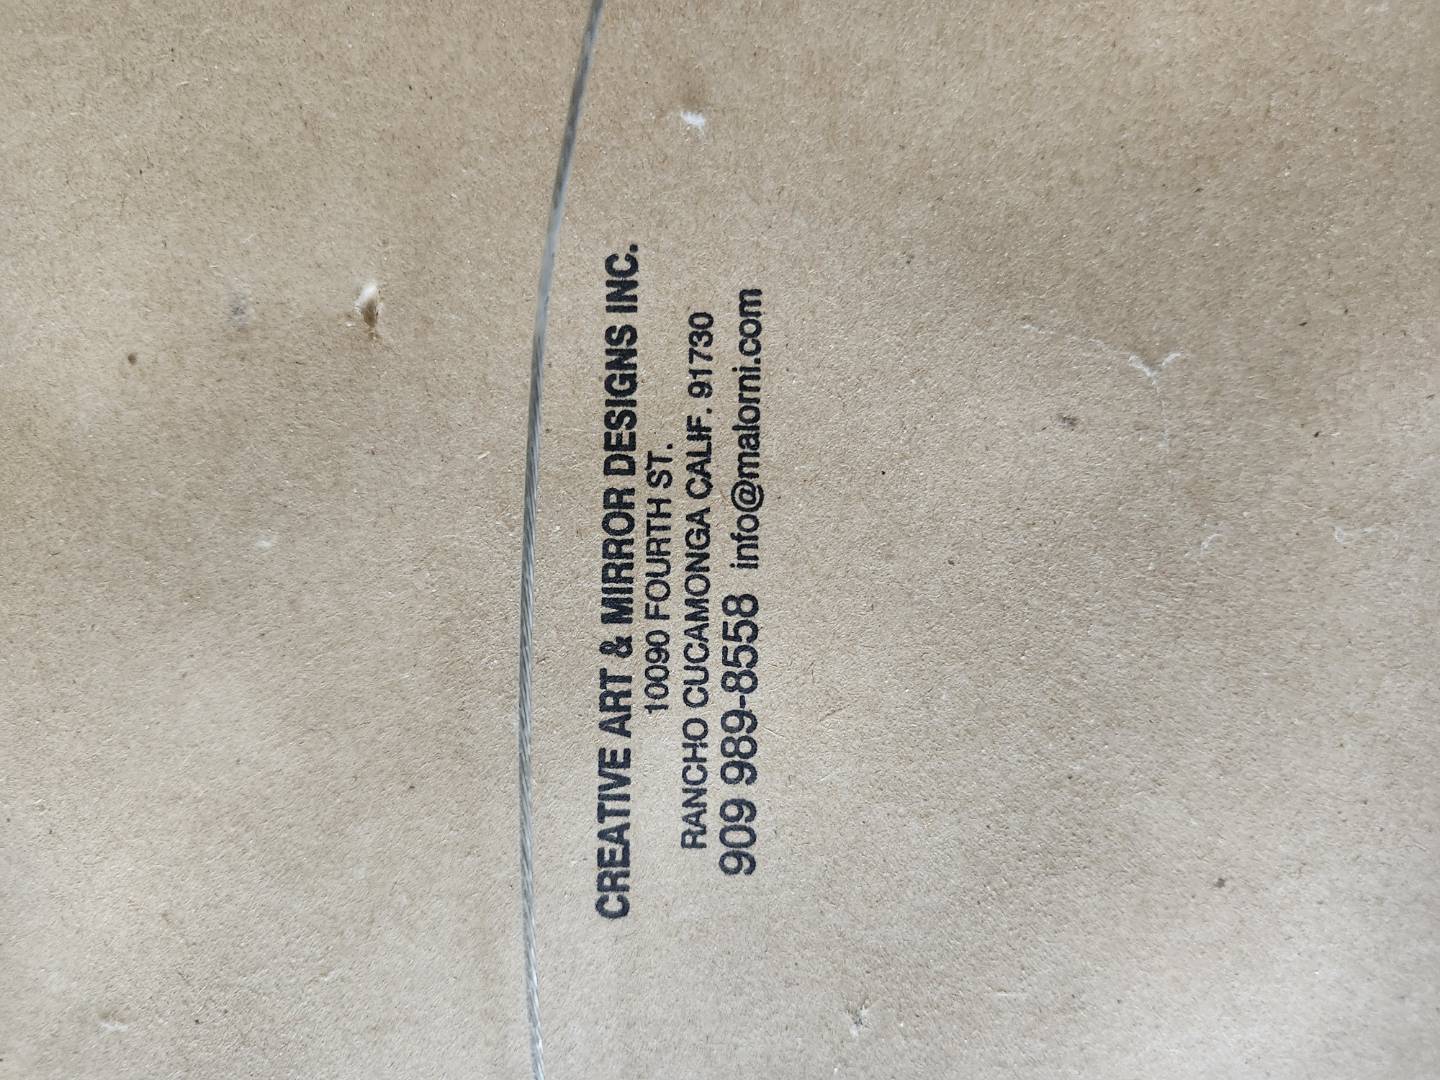 CREATIVE ART & MIRROR DESIGNS INC.
10090 FOURTH ST.
RANCHO CUCAMONGA CALIF. 91730
909 989-8558 info@malorni.com